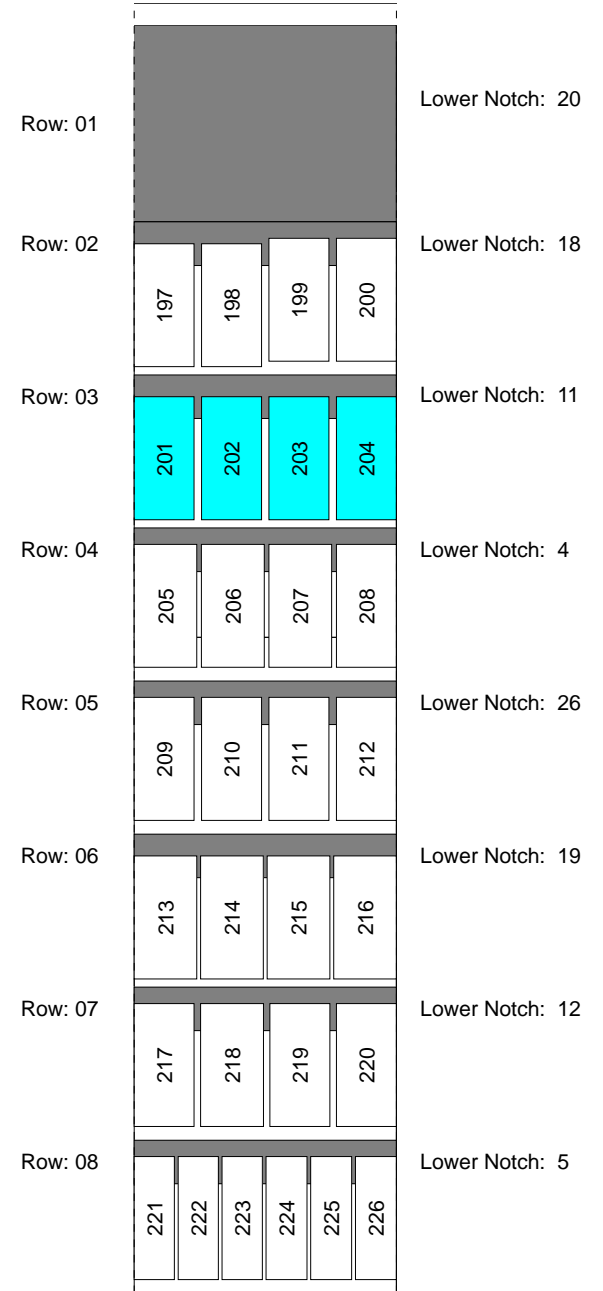 Row: 01 Lower Notch: 20
Row: 02 Lower Notch: 18
197 198 199 200
Row: 03 Lower Notch: 11
201 202 203 204
Row: 04 Lower Notch: 4
205 206 207 208
Row: 05 Lower Notch: 26
209 210 211 212
Row: 06 Lower Notch: 19
213 214 215 216
Row: 07 Lower Notch: 12
217 218 219 220
Row: 08 Lower Notch: 5
221 222 223 224 225 226